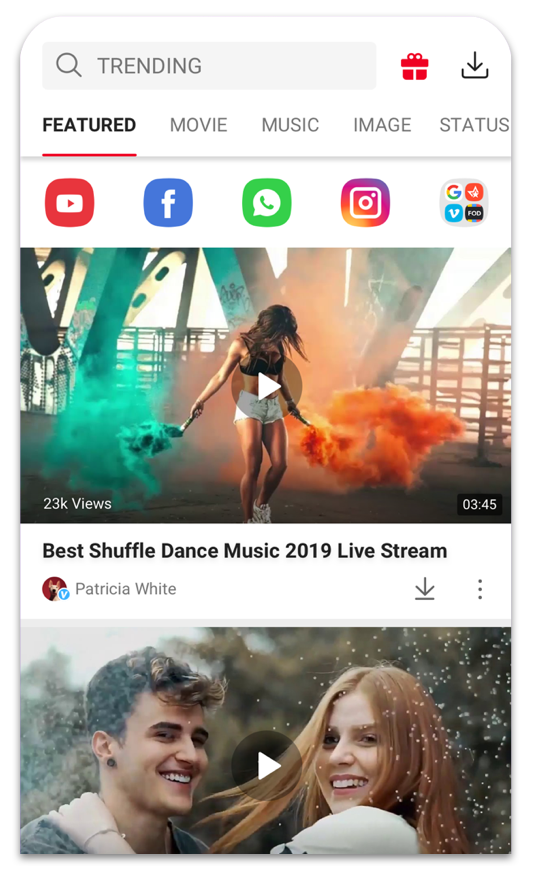 TRENDING
FEATURED MOVIE MUSIC IMAGE STATUS
G
FOD
23k Views
03:45
Best Shuffle Dance Music 2019 Live Stream
Patricia White